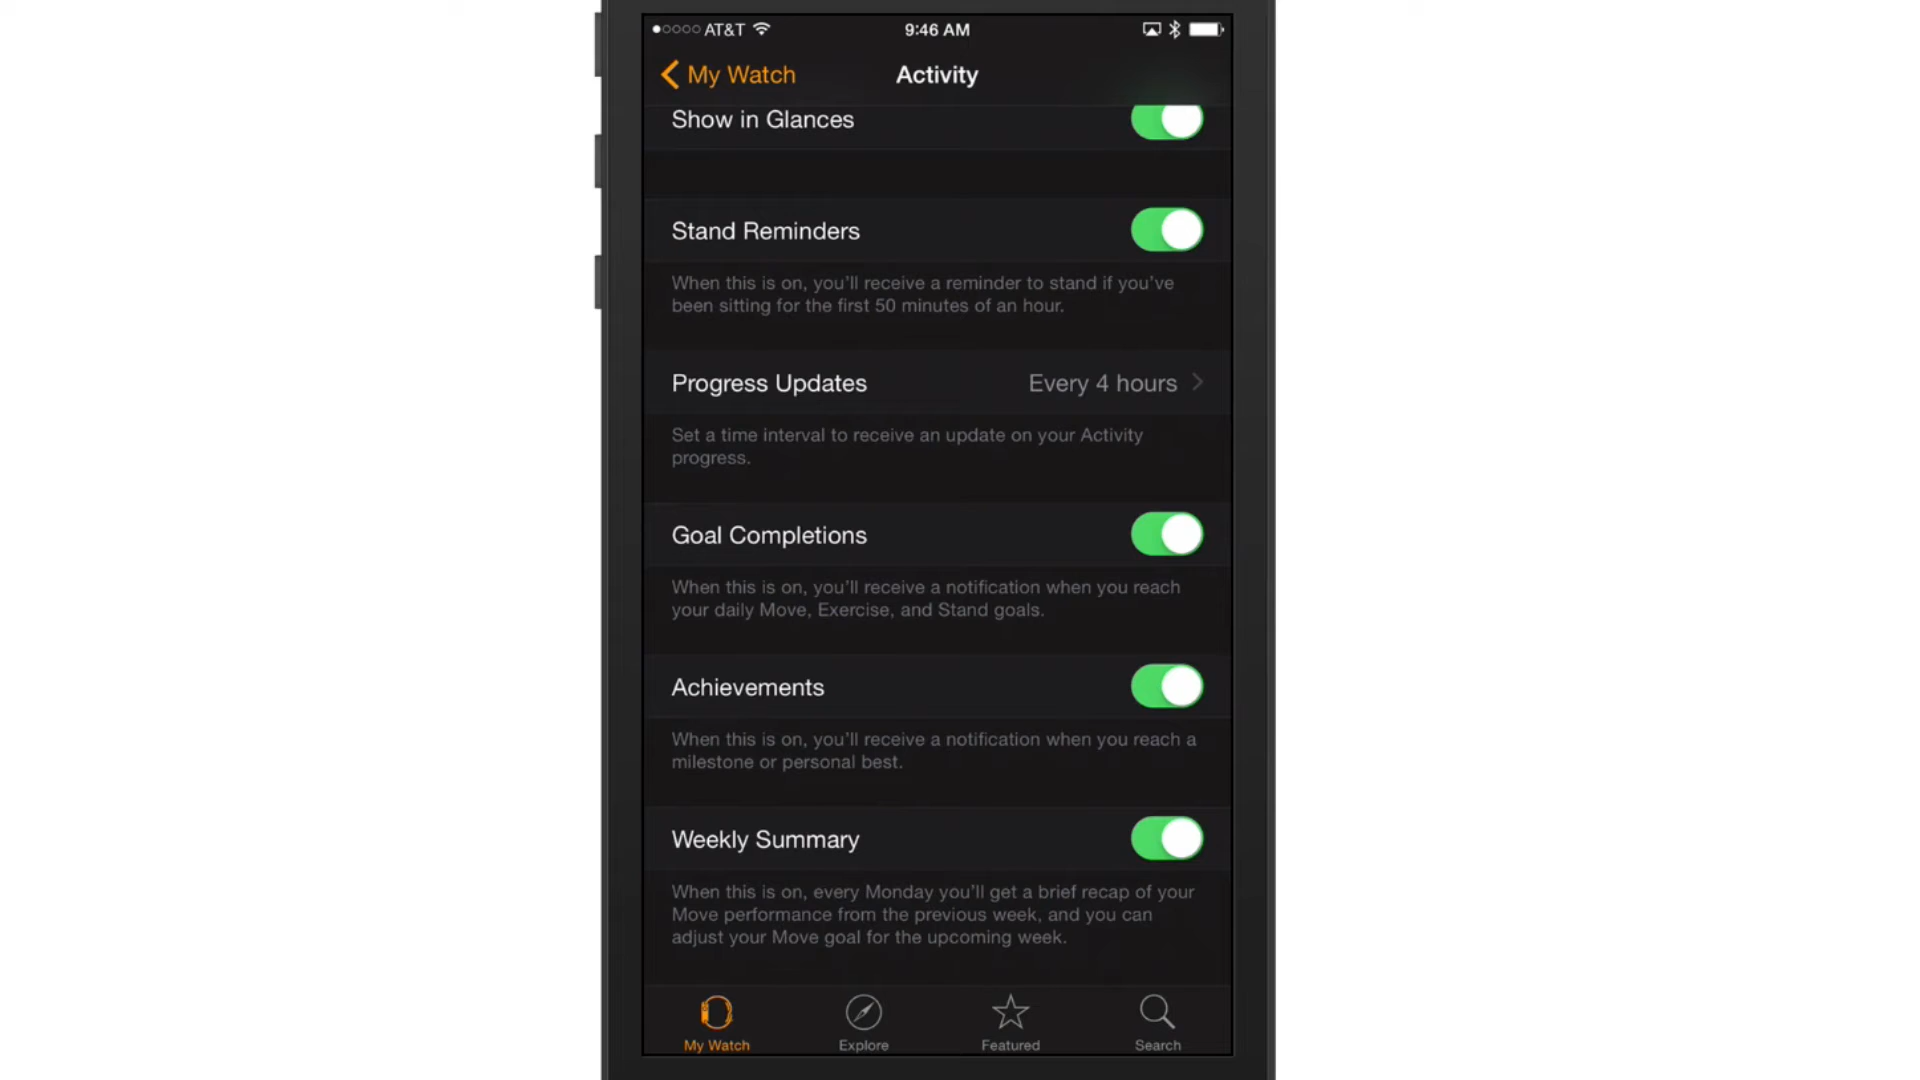 AT&T 9:46 AM
My Watch Activity
Show in Glances
Stand Reminders
When this is on, you'll receive a reminder to stand if you've
been sitting for the first 50 minutes of an hour.
Progress Updates Every 4 hours
Set a time interval to receive an update on your Activity
progress.
Goal Completions
When this is on, you'll receive a notification when you reach
your daily Move, Exercise, and Stand goals.
Achievements
When this is on, you'll receive a notification when you reach a
milestone or personal best.
Weekly Summary
When this is on, every Monday you'll get a brief recap of your
Move performance from the previous week, and you can
adjust your Move goal for the upcoming week.
My Watch Explore Featured Search